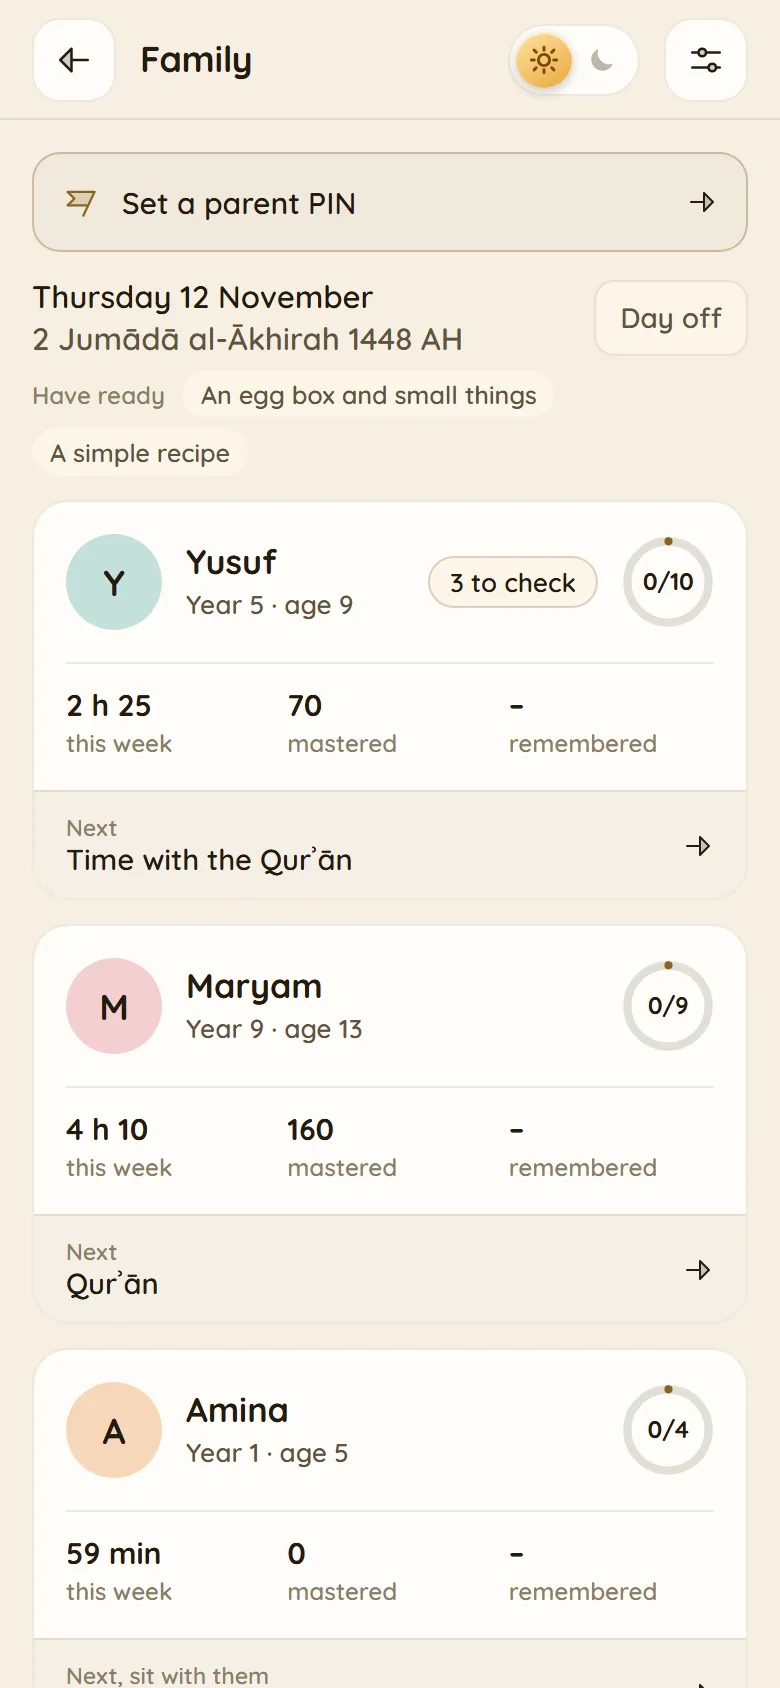 Family
Set a parent PIN
Thursday 12 November
2 Jumādā al-Ākhirah 1448 AH
Day off
Have ready
An egg box and small things
A simple recipe
Y
Yusuf
Year 5 · age 9
3 to check
0/10
2 h 25
this week
70
mastered
–
remembered
Next
Time with the Qurʾān
M
Maryam
Year 9 · age 13
0/9
4 h 10
this week
160
mastered
–
remembered
Next
Qurʾān
A
Amina
Year 1 · age 5
0/4
59 min
this week
0
mastered
–
remembered
Next, sit with them